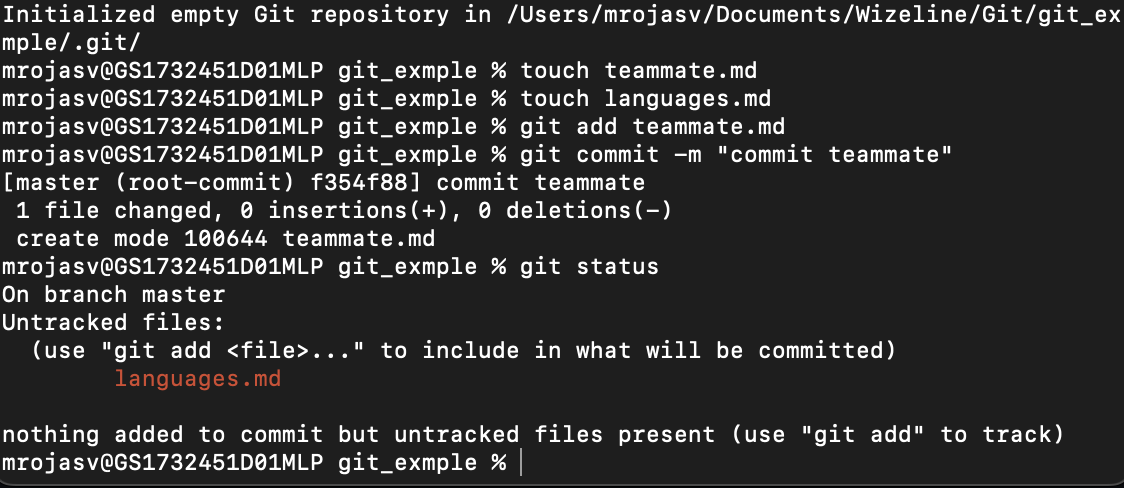 Initialized empty Git repository in /Users/mrojasv/Documents/Wizeline/Git/git_ex
mple/.git/
mrojasv@GS1732451D01MLP git_exmple % touch teammate.md
mrojasv@GS1732451D01MLP git_exmple % touch languages.md
mrojasv@GS1732451D01MLP git_exmple % git add teammate.md
mrojasv@GS1732451D01MLP git_exmple % git commit -m "commit teammate"
[master (root-commit) f354f88] commit teammate
 1 file changed, 0 insertions(+), 0 deletions(-)
 create mode 100644 teammate.md
mrojasv@GS1732451D01MLP git_exmple % git status
On branch master
Untracked files:
  (use "git add <file>..." to include in what will be committed)
        languages.md

nothing added to commit but untracked files present (use "git add" to track)
mrojasv@GS1732451D01MLP git_exmple %